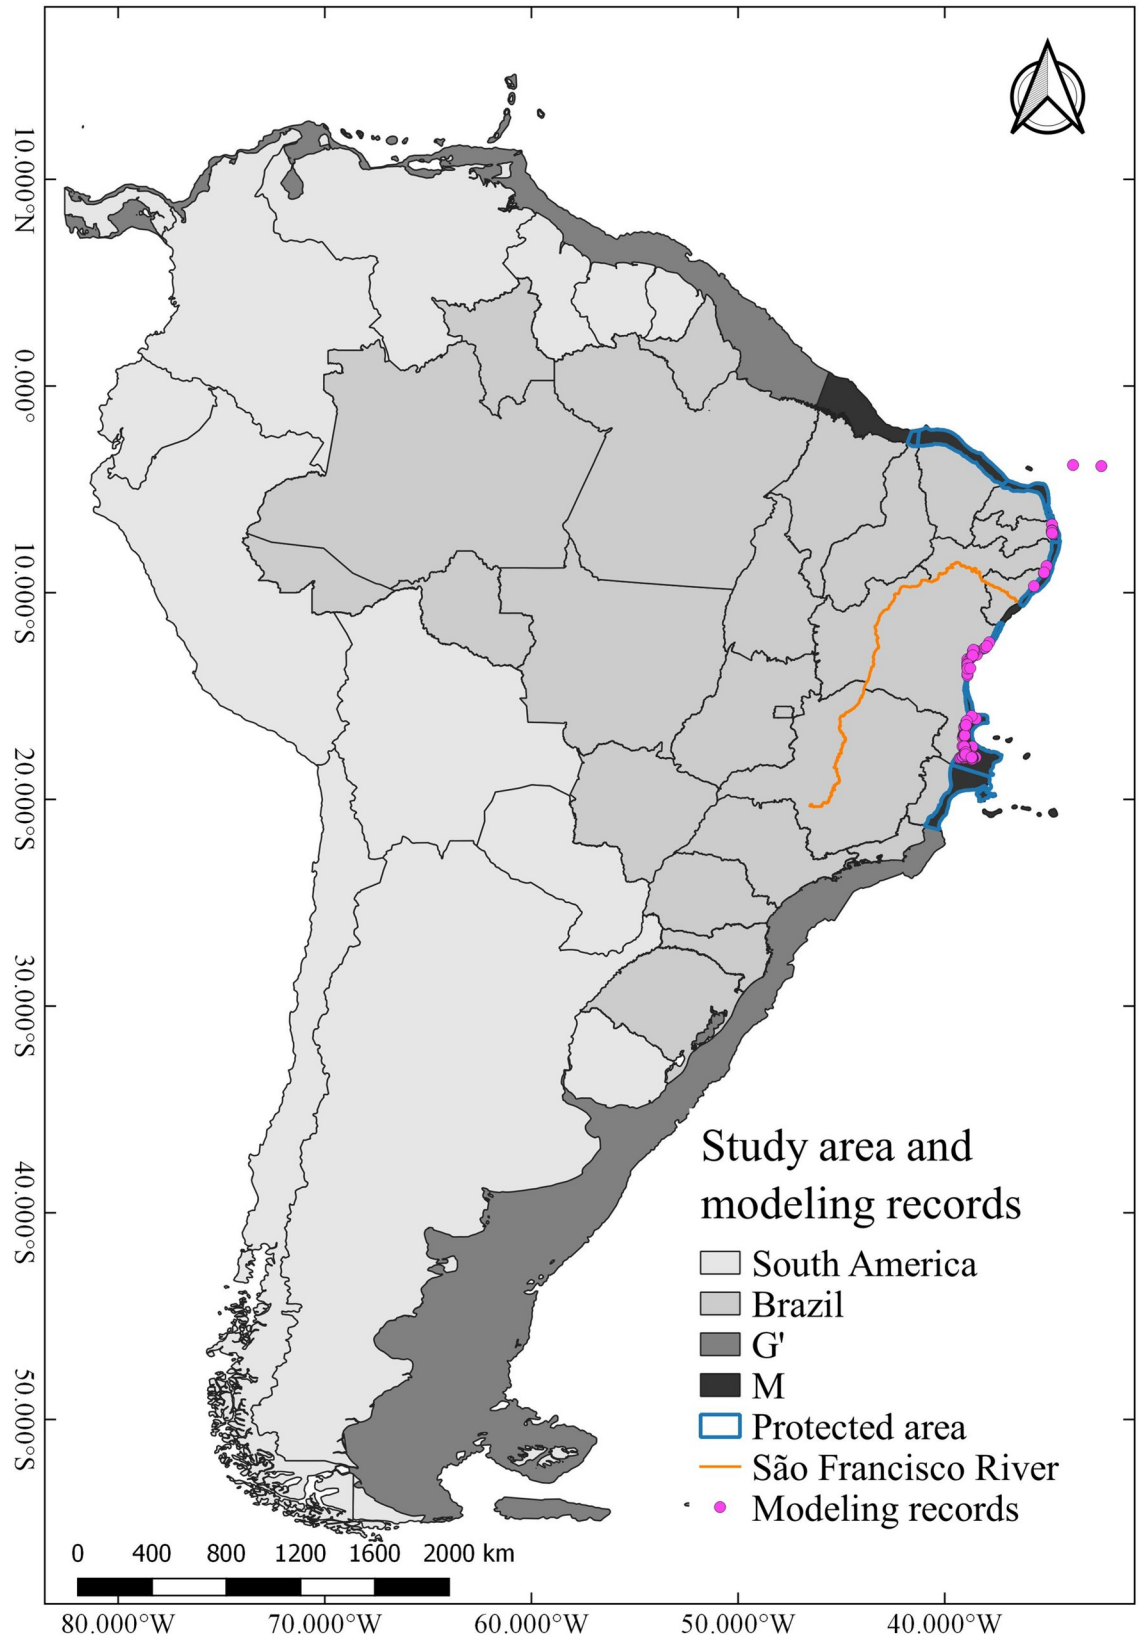 10.000°N
0.000°
10.000°S
20.000°S
30.000°S
40.000°S
50.000°S
Study area and
modeling records
South America
Brazil
G'
M
Protected area
São Francisco River
Modeling records
0 400 800 1200 1600 2000 km
80.000°W 70.000°W 60.000°W 50.000°W 40.000°W